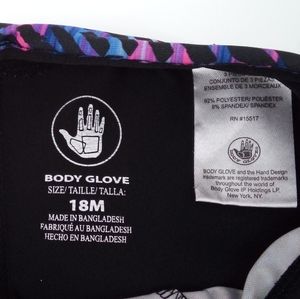 BODY GLOVE
SIZE/ TAILLE/ TALLA:
18M
MADE IN BANGLADESH
FABRIQUÉ AU BANGLADESH
HECHO EN BANGLADESH
CONJUNTO DE 3 PIEZAS
ENSEMBLE DE 3 MORCEAUX
92% POLYESTER/ POLIÉSTER
8% SPANDEX/ SPANDEX
RN #15517
BODY GLOVE and the Hand Design
trademark are registered trademarks
throughout the world of
Body Glove IP Holdings LP.
New York, NY.